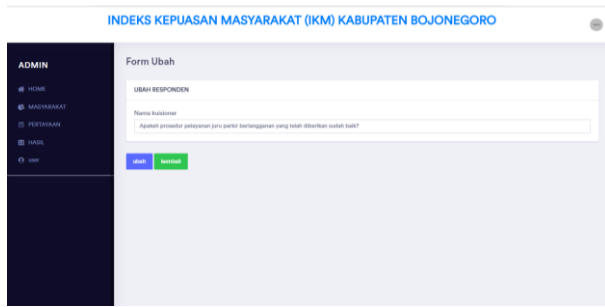 INDEKS KEPUASAN MASYARAKAT (IKM) KABUPATEN BOJONEGORO
ADMIN
HOME
MASYARAKAT
PERTAYAAN
HASIL
user
Form Ubah
UBAH RESPONDEN
Nama kuisioner
Apakah prosedur pelayanan juru parkir berlangganan yang telah diberikan sudah baik?
ubah kembali